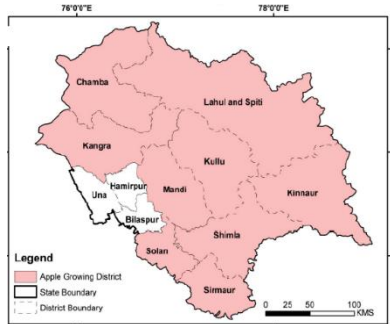 76°0'0"E 78°0'0"E
Chamba
Lahul and Spiti
Kangra
Kullu
Hamirpur
Una
Mandi
Kinnaur
Bilaspur
Shimla
Solan
Sirmaur
Legend
Apple Growing District
State Boundary
District Boundary
0 25 50 100
KMS